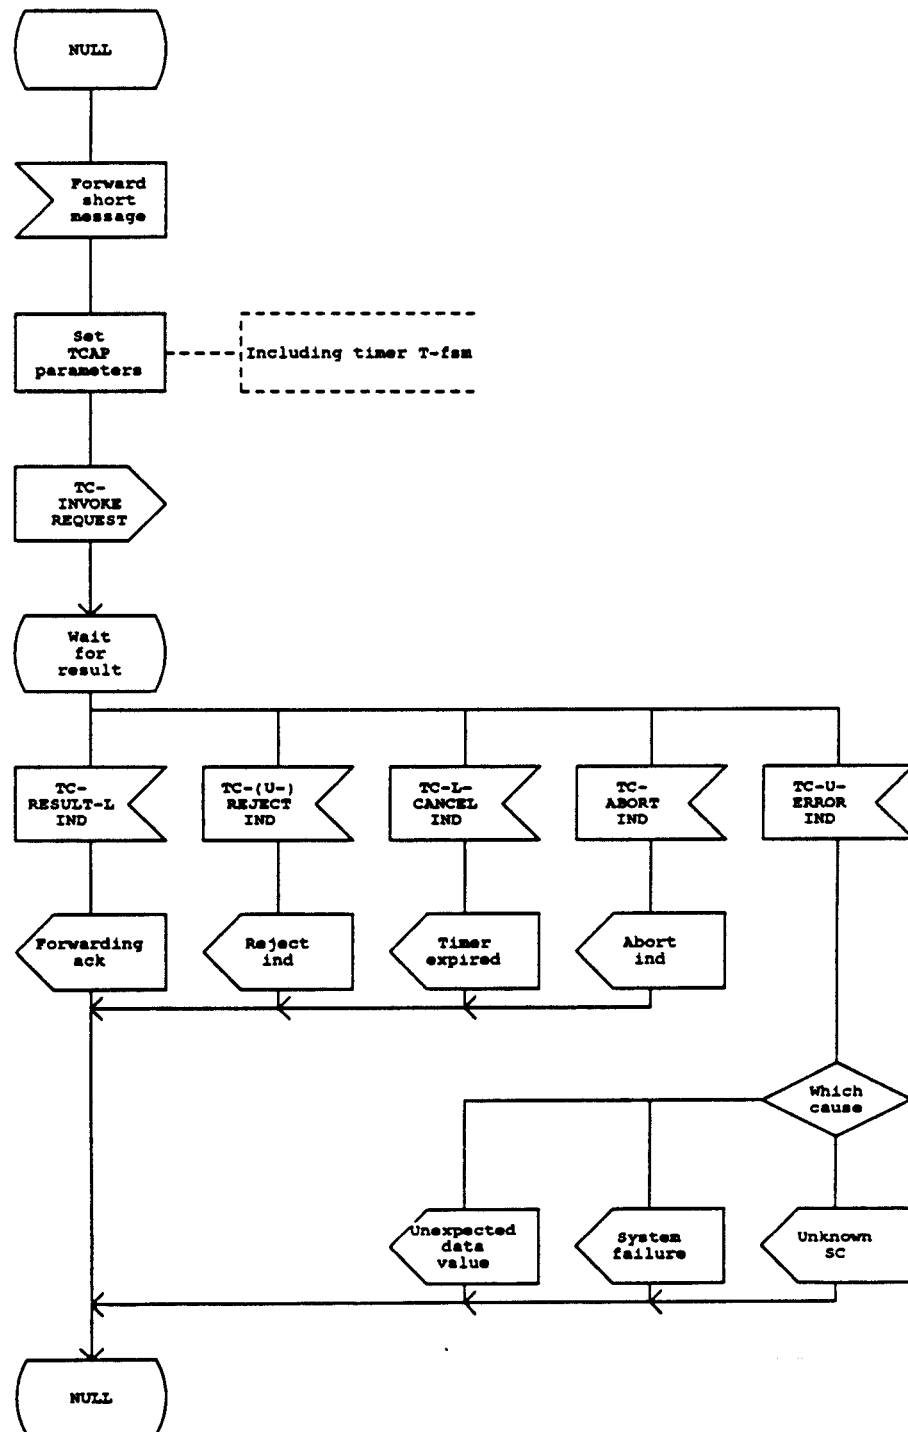 NULL
Forward
short
message
Set
TCAP
parameters
Including timer T-fsm
TC-
INVOKE
REQUEST
Wait
for
result
TC-
RESULT-L
IND
TC-(U-)
REJECT
IND
TC-L-
CANCEL
IND
TC-
ABORT
IND
TC-U-
ERROR
IND
Forwarding
ack
Reject
ind
Timer
expired
Abort
ind
Which
cause
Unexpected
data
value
System
failure
Unknown
SC
NULL